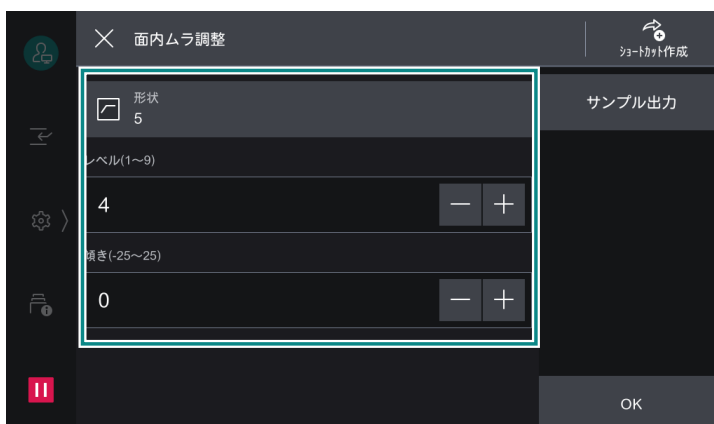 面内ムラ調整
ｼｮｰﾄｶｯﾄ作成
形状
5
サンプル出力
レベル(1～9)
4
傾き(-25～25)
0
OK